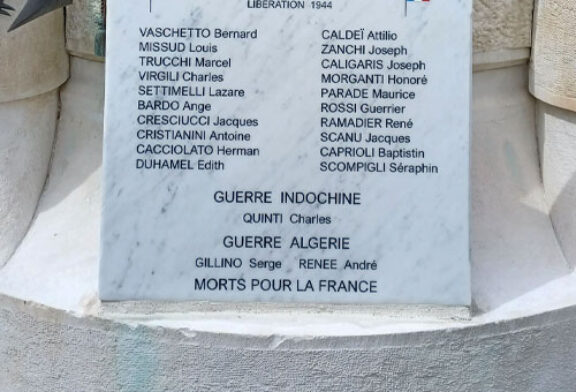 LIBERATION 1944
VASCHETTO Bernard
MISSUD Louis
TRUCCHI Marcel
VIRGILI Charles
SETTIMELLI Lazare
BARDO Ange
CRESCIUCCI Jacques
CRISTIANINI Antoine
CACCIOLATO Herman
DUHAMEL Edith
CALDEÏ Attilio
ZANCHI Joseph
CALIGARIS Joseph
MORGANTI Honoré
PARADE Maurice
ROSSI Guerrier
RAMADIER René
SCANU Jacques
CAPRIOLI Baptistin
SCOMPIGLI Séraphin
GUERRE INDOCHINE
QUINTI Charles
GUERRE ALGERIE
GILLINO Serge RENEE André
MORTS POUR LA FRANCE